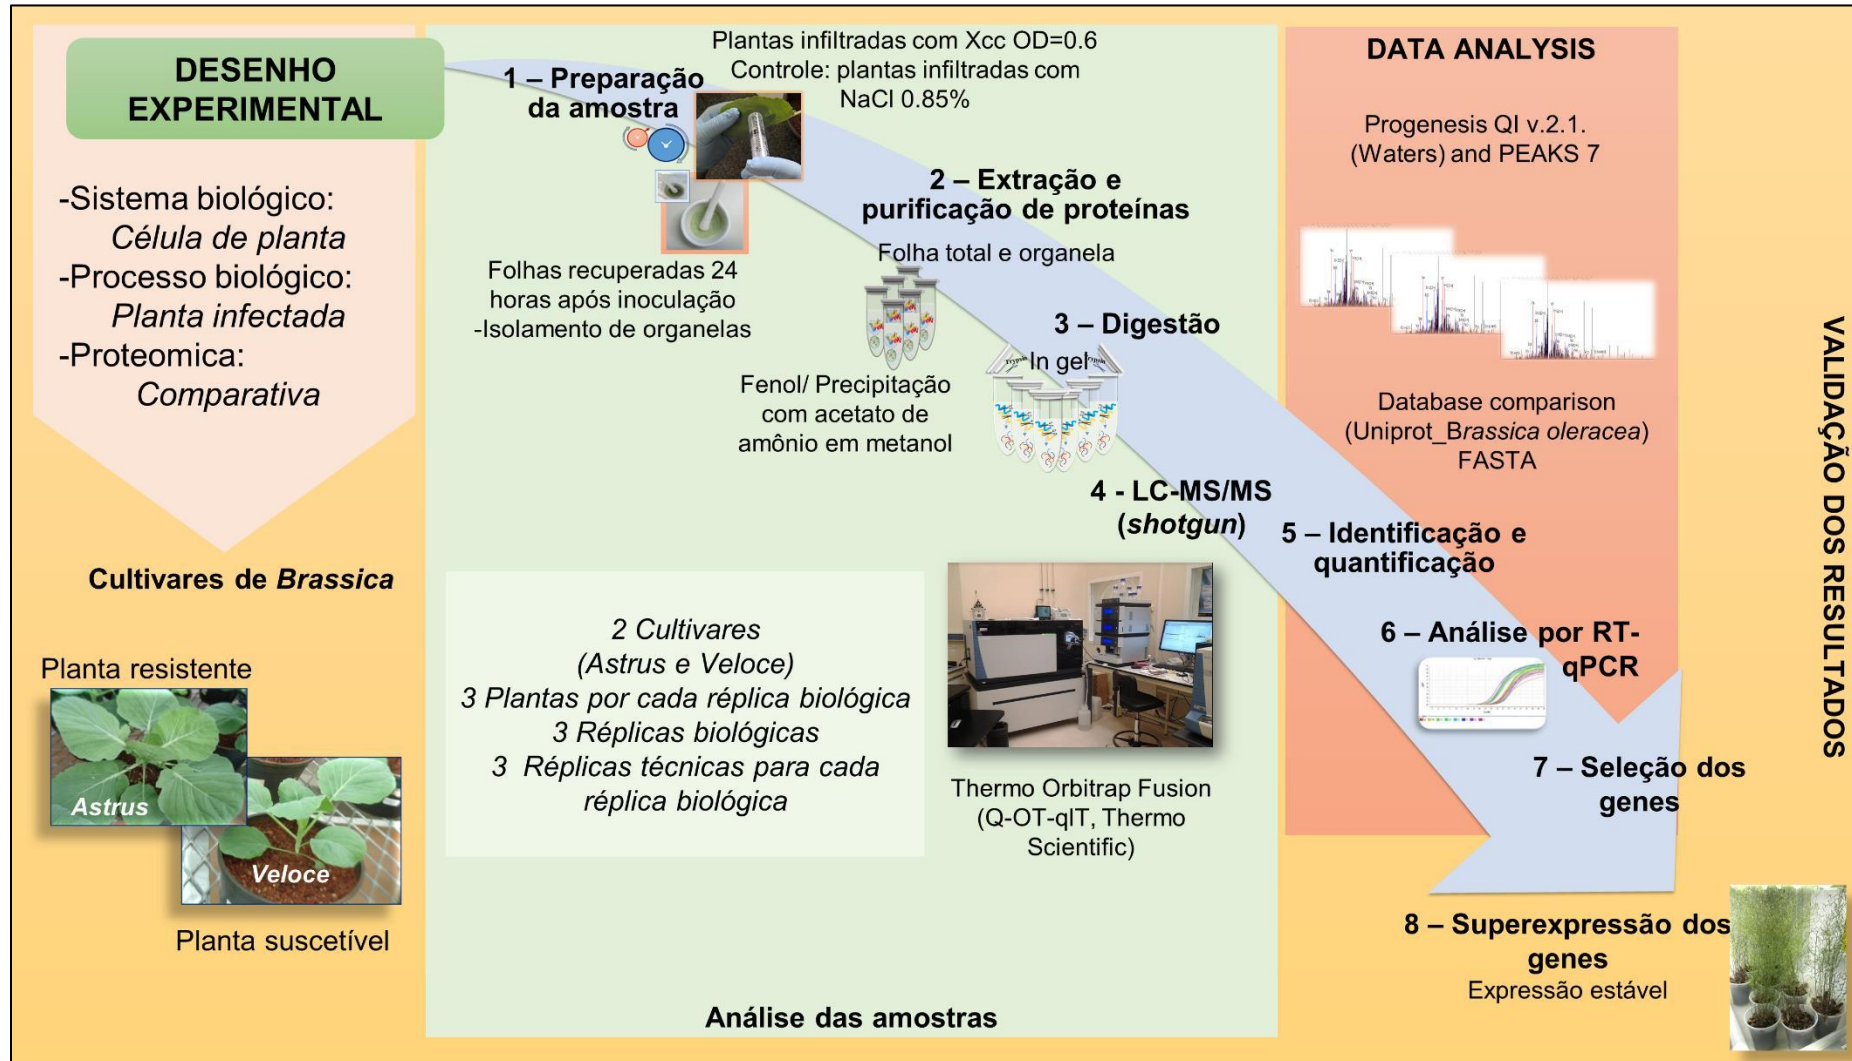 DESENHO
EXPERIMENTAL
-Sistema biológico:
Célula de planta
-Processo biológico:
Planta infectada
-Proteomica:
Comparativa
Cultivares de Brassica
Planta resistente
Astrus
Veloce
Planta suscetível
1 – Preparação
da amostra
Plantas infiltradas com Xcc OD=0.6
Controle: plantas infiltradas com
NaCl 0.85%
Folhas recuperadas 24
horas após inoculação
-Isolamento de organelas
2 – Extração e
purificação de proteínas
Folha total e organela
Fenol/ Precipitação
com acetato de
amônio em metanol
3 – Digestão
Trypsin
In gel
4 - LC-MS/MS
(shotgun)
2 Cultivares
(Astrus e Veloce)
3 Plantas por cada réplica biológica
3 Réplicas biológicas
3 Réplicas técnicas para cada
réplica biológica
Thermo Orbitrap Fusion
(Q-OT-qIT, Thermo
Scientific)
Análise das amostras
DATA ANALYSIS
Progenesis QI v.2.1.
(Waters) and PEAKS 7
Database comparison
(Uniprot_Brassica oleracea)
FASTA
5 – Identificação e
quantificação
6 – Análise por RT-
qPCR
7 – Seleção dos
genes
8 – Superexpressão dos
genes
Expressão estável
VALIDAÇÃO DOS RESULTADOS